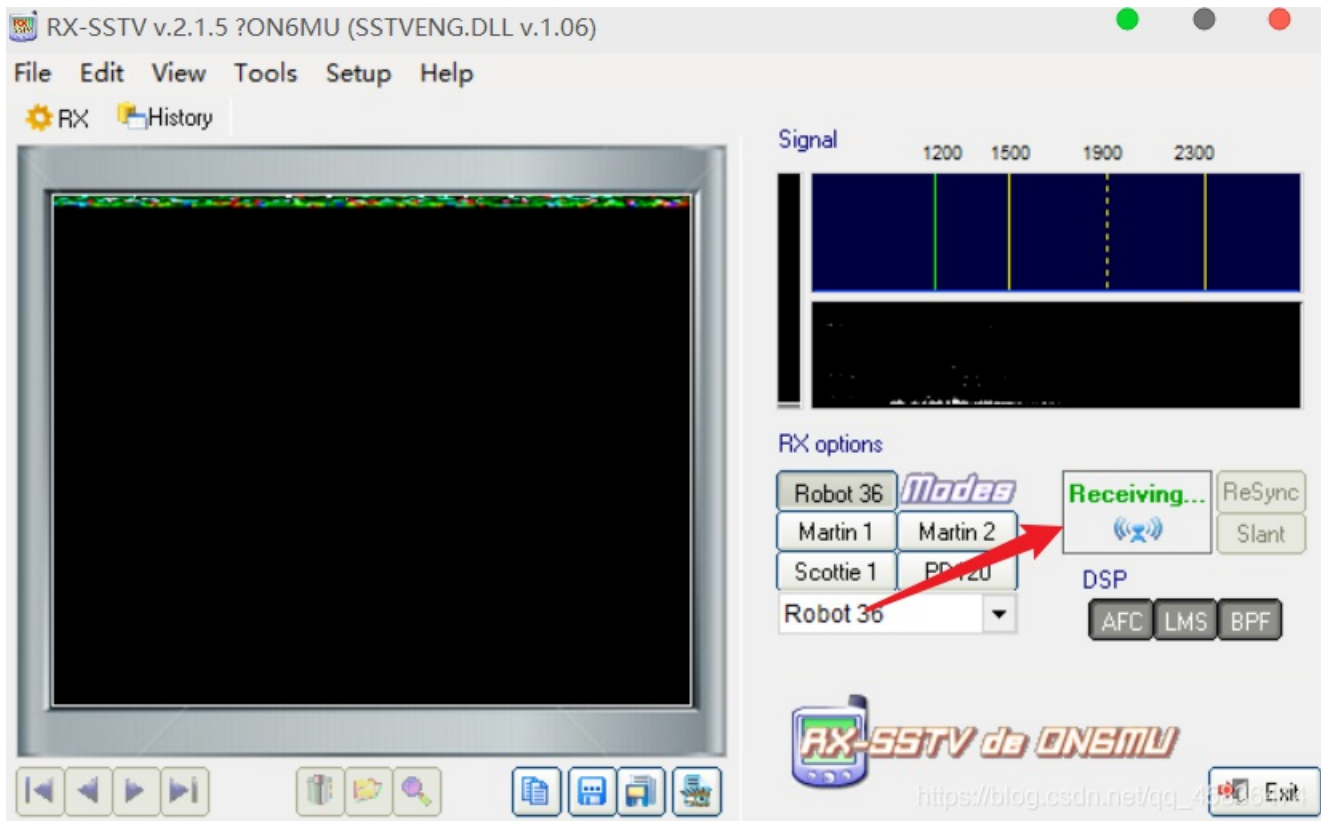 RX-SSTV v.2.1.5 ?ON6MU (SSTVENG.DLL v.1.06)
File Edit View Tools Setup Help
RX History
Signal
1200 1500 1900 2300
RX options
Robot 36 Modes
Receiving... ReSync
Martin 1 Martin 2
Slant
Scottie 1 PD120
DSP
Robot 36
AFC LMS BPF
RX-SSTV de ON6MU
Exit